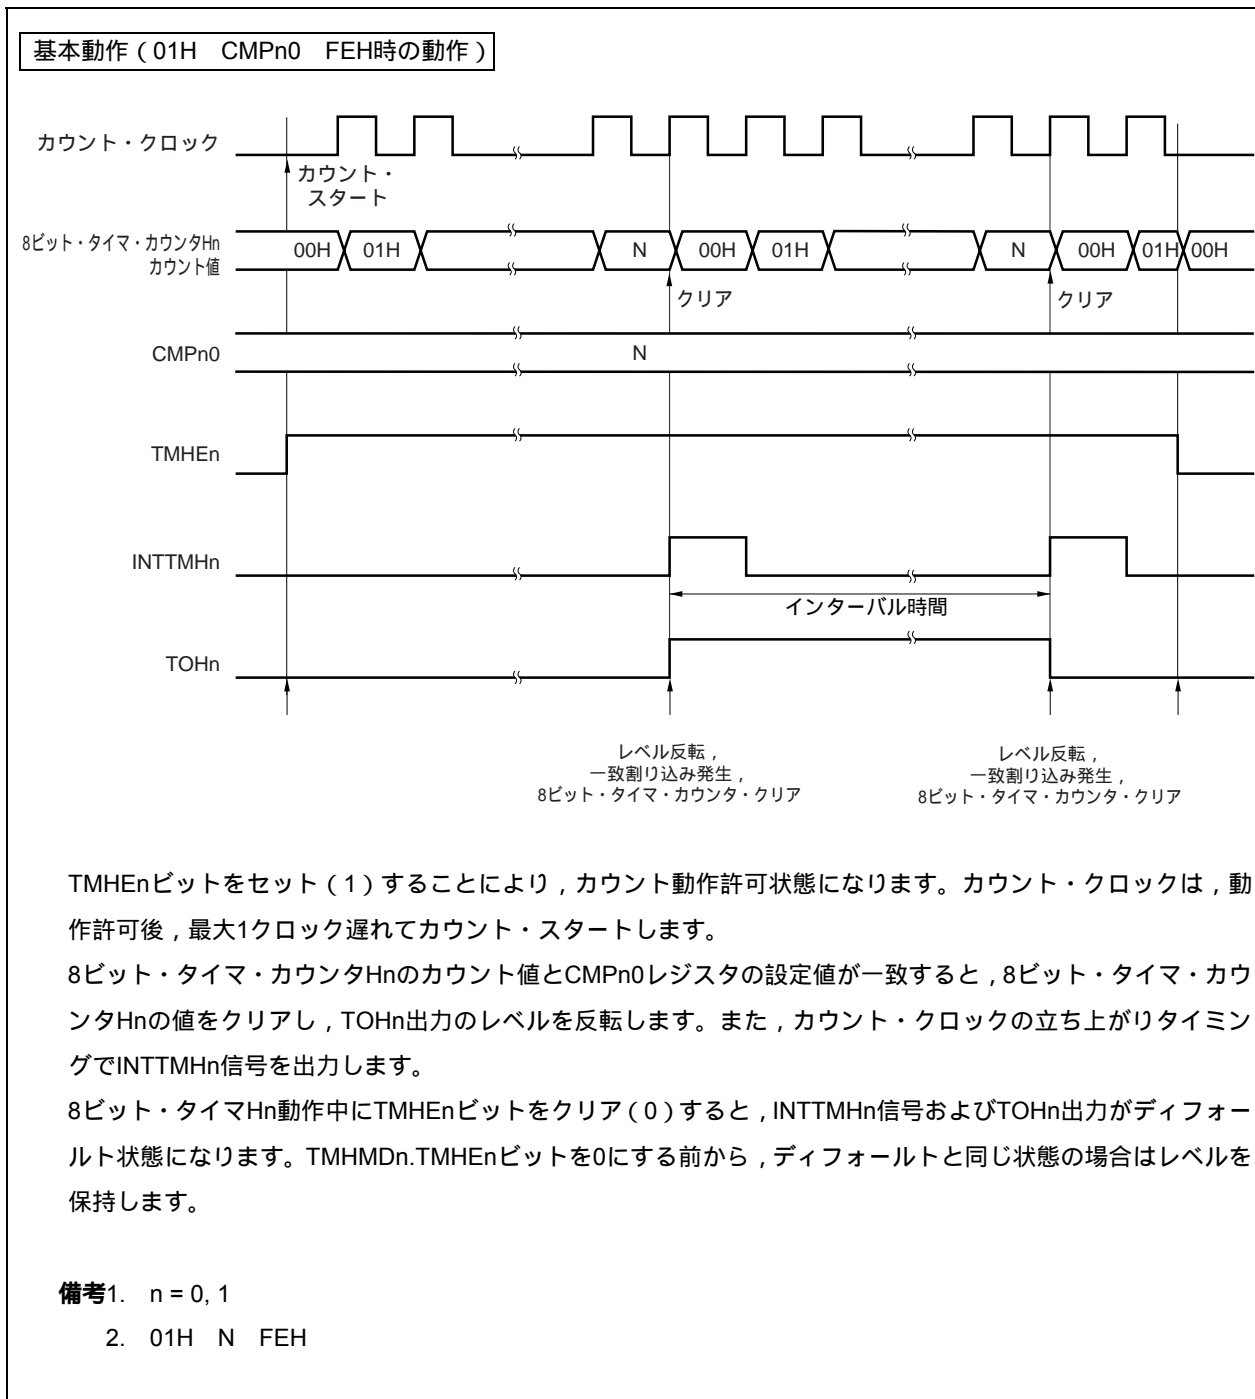 基本動作（01H　CMPn0　FEH時の動作）
カウント・クロック
カウント・
スタート
8ビット・タイマ・カウンタHn
カウント値
00H 01H N 00H 01H N 00H 01H 00H
クリア クリア
CMPn0 N
TMHEn
INTTMHn
インターバル時間
TOHn
レベル反転，
一致割り込み発生，
8ビット・タイマ・カウンタ・クリア
レベル反転，
一致割り込み発生，
8ビット・タイマ・カウンタ・クリア
TMHEnビットをセット（1）することにより，カウント動作許可状態になります。カウント・クロックは，動
作許可後，最大1クロック遅れてカウント・スタートします。
8ビット・タイマ・カウンタHnのカウント値とCMPn0レジスタの設定値が一致すると，8ビット・タイマ・カウ
ンタHnの値をクリアし，TOHn出力のレベルを反転します。また，カウント・クロックの立ち上がりタイミン
グでINTTMHn信号を出力します。
8ビット・タイマHn動作中にTMHEnビットをクリア（0）すると，INTTMHn信号およびTOHn出力がディフォー
ルト状態になります。TMHMDn.TMHEnビットを0にする前から，ディフォールトと同じ状態の場合はレベルを
保持します。
備考1.　n = 0, 1
2.　01H　N　FEH